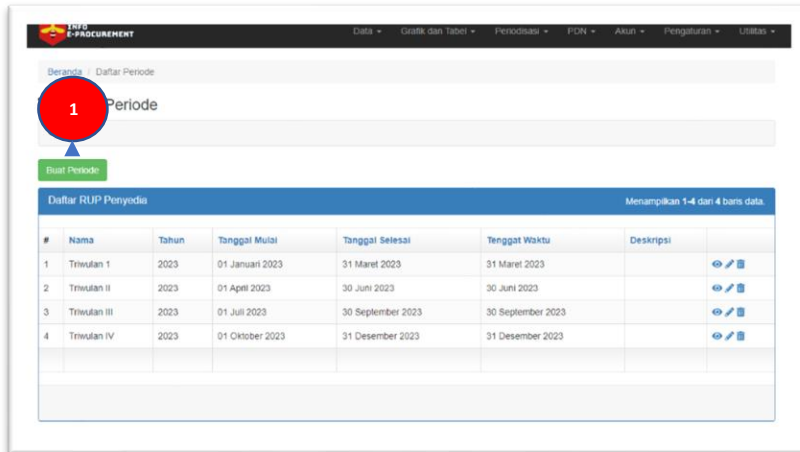 INFO
E-PROCUREMENT
Data Grafik dan Tabel Periodisasi PDN Akun Pengaturan Utilitas
Beranda / Daftar Periode
1
Periode
Buat Periode
Daftar RUP Penyedia Menampilkan 1-4 dari 4 baris data.
# Nama Tahun Tanggal Mulai Tanggal Selesai Tenggat Waktu Deskripsi
1 Triwulan 1 2023 01 Januari 2023 31 Maret 2023 31 Maret 2023
2 Triwulan II 2023 01 April 2023 30 Juni 2023 30 Juni 2023
3 Triwulan III 2023 01 Juli 2023 30 September 2023 30 September 2023
4 Triwulan IV 2023 01 Oktober 2023 31 Desember 2023 31 Desember 2023